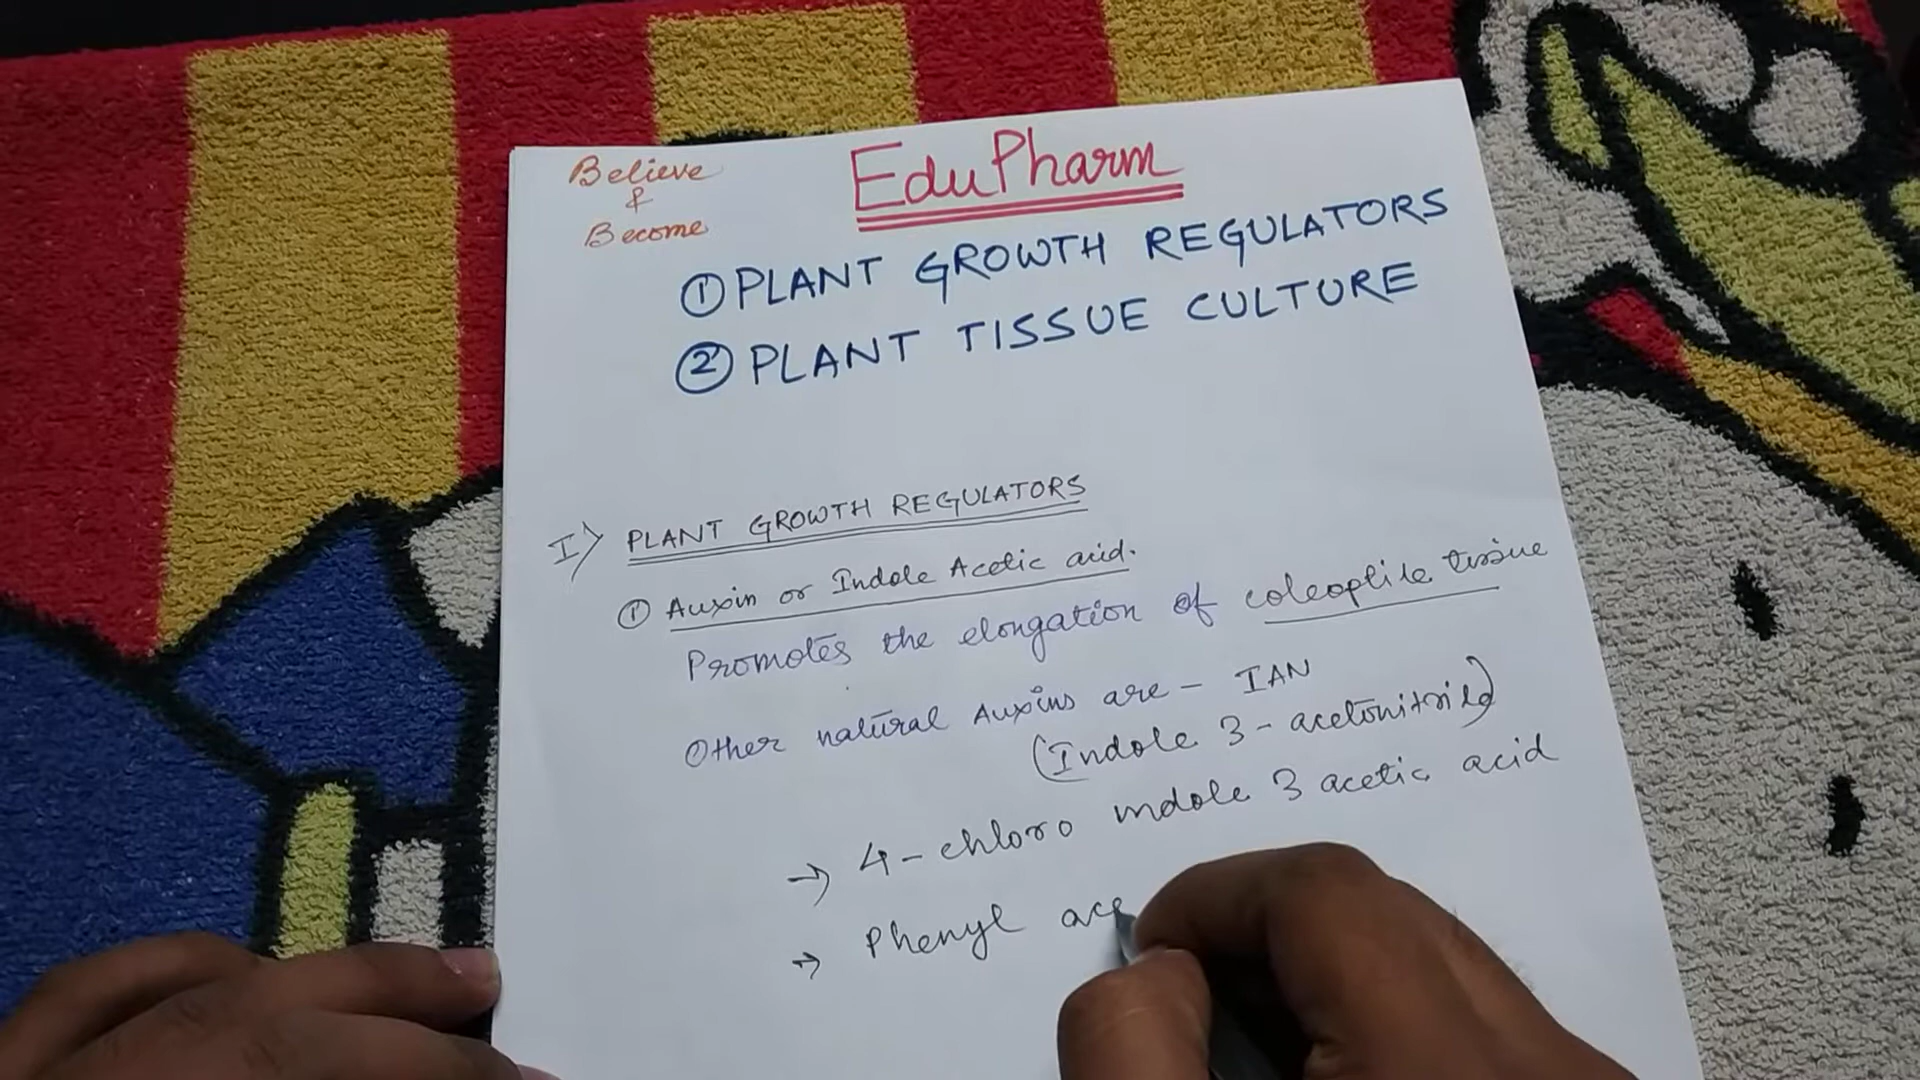 Believe
&
Become
EduPharm
① PLANT GROWTH REGULATORS
② PLANT TISSUE CULTURE
I) PLANT GROWTH REGULATORS
① Auxin or Indole Acetic acid.
Promotes the elongation of coleoptile tissue
Other natural Auxins are - IAN
(Indole 3-acetonitrile)
→ 4-chloro indole 3 acetic acid
→ Phenyl ace